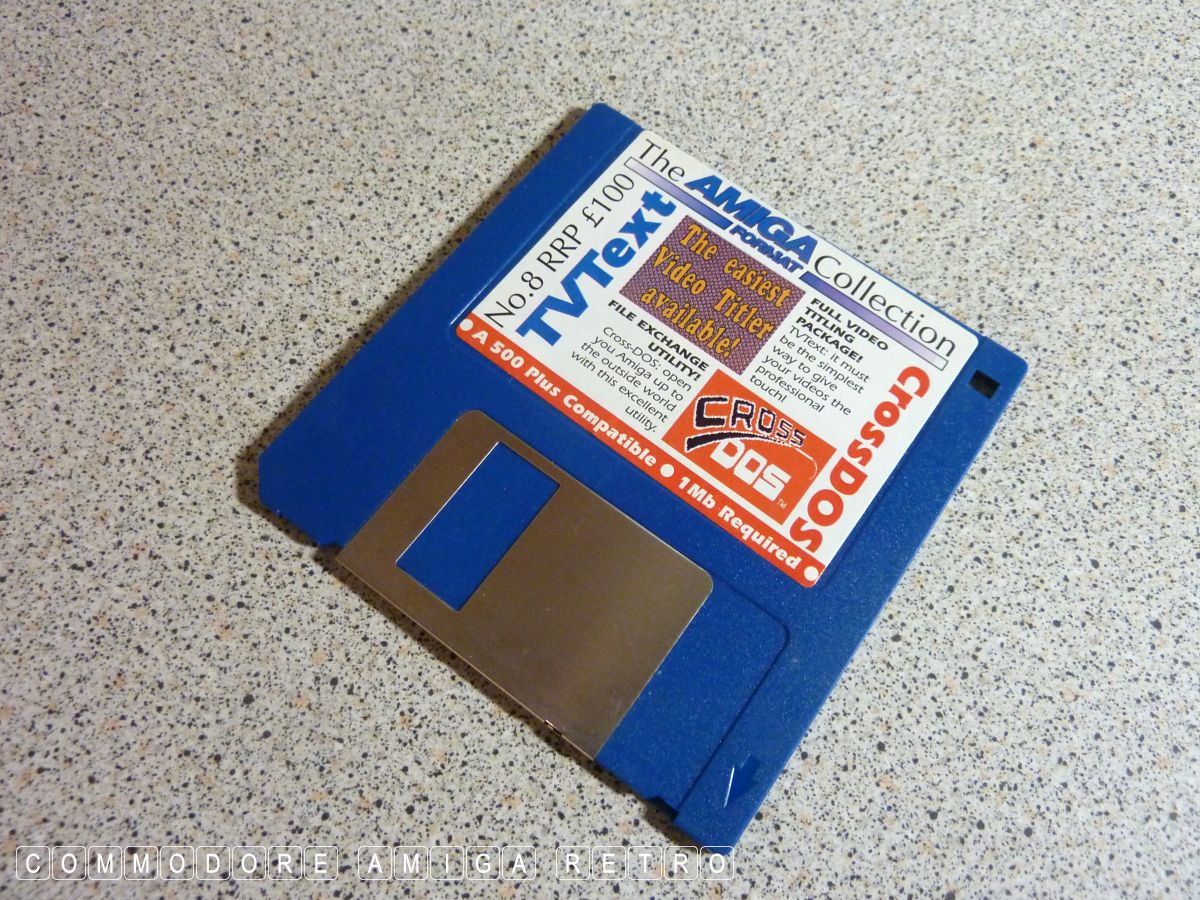 The AMIGA FORMAT Collection
No.8 RRP £100
TVText
The easiest
Video Titler
available!
FULL VIDEO
TITLING
PACKAGE!
TVText: it must
be the simplest
way to give
your videos the
professional
touch!
FILE EXCHANGE
UTILITY!
Cross-DOS: open
you Amiga up to
the outside world
with this excellent
utility.
CROSS
DOS
TM
CrossDOS
• A 500 Plus Compatible • 1Mb Required •
COMMODORE AMIGA RETRO